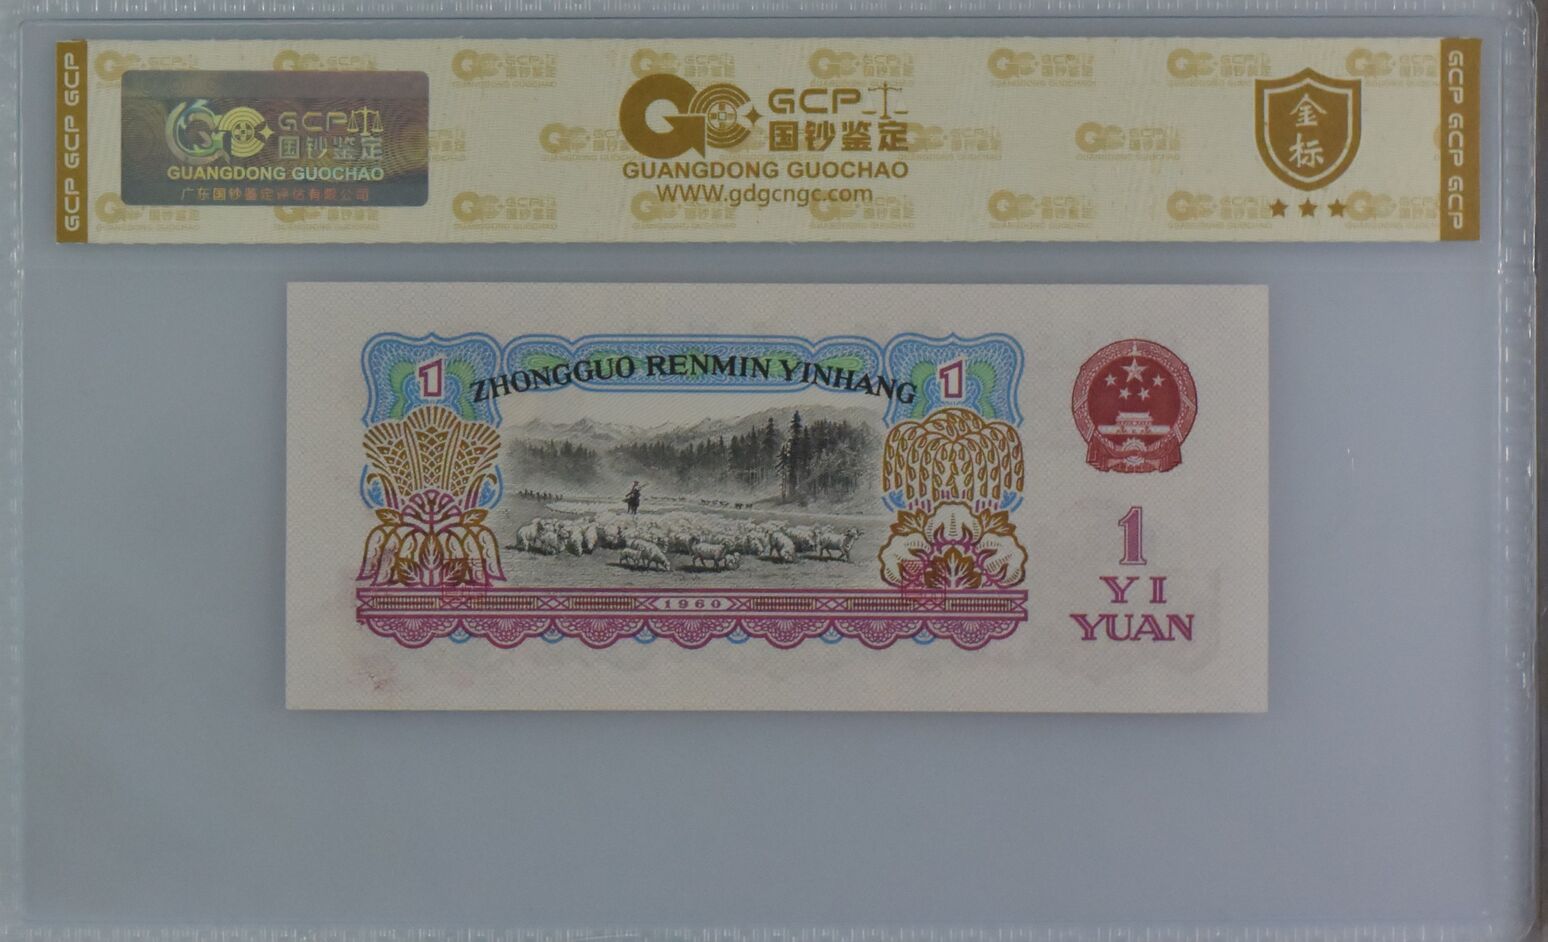 GCP GCP GCP
GCP
国钞鉴定
GUANGDONG GUOCHAO
广东国钞鉴定评估有限公司
GCP
国钞鉴定
GUANGDONG GUOCHAO
WWW.gdgcngc.com
金标
GCP GCP GCP
ZHONGGUO RENMIN YINHANG
1
1
1960
1
YI
YUAN